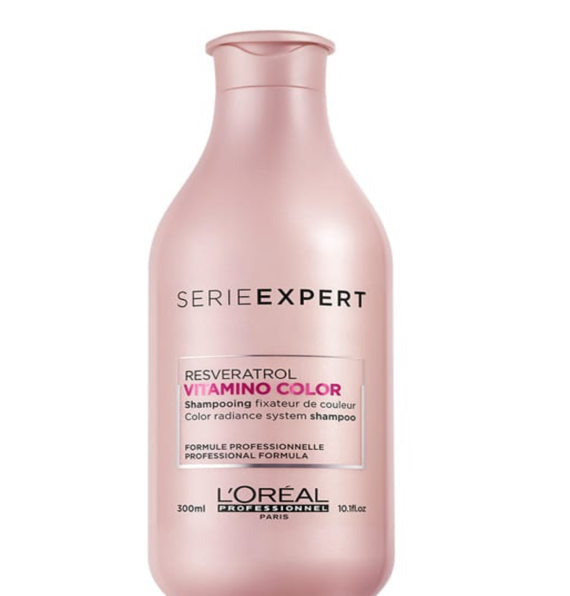 SERIEEXPERT
RESVERATROL
VITAMINO COLOR
Shampooing fixateur de couleur
Color radiance system shampoo
FORMULE PROFESSIONNELLE
PROFESSIONAL FORMULA
300ml L'ORÉAL 10.1fl.oz
PROFESSIONNEL
PARIS